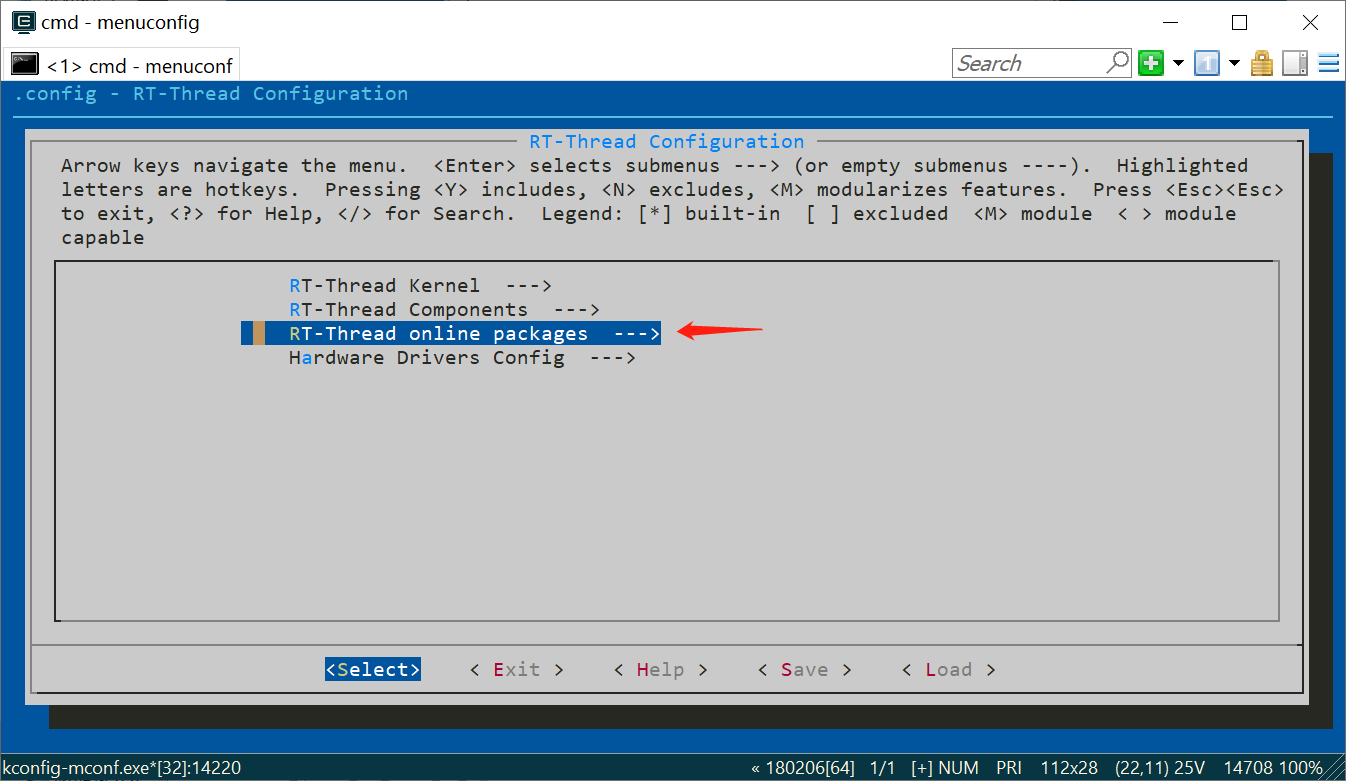 cmd - menuconfig
<1> cmd - menuconf
Search
1
.config - RT-Thread Configuration
RT-Thread Configuration
Arrow keys navigate the menu.  <Enter> selects submenus ---> (or empty submenus ----).  Highlighted
letters are hotkeys.  Pressing <Y> includes, <N> excludes, <M> modularizes features.  Press <Esc><Esc>
to exit, <?> for Help, </> for Search.  Legend: [*] built-in  [ ] excluded  <M> module  < > module
capable
RT-Thread Kernel  --->
RT-Thread Components  --->
RT-Thread online packages  --->
Hardware Drivers Config  --->
<Select>    < Exit >    < Help >    < Save >    < Load >
kconfig-mconf.exe*[32]:14220    « 180206[64]  1/1  [+] NUM  PRI  112x28  (22,11) 25V  14708 100%